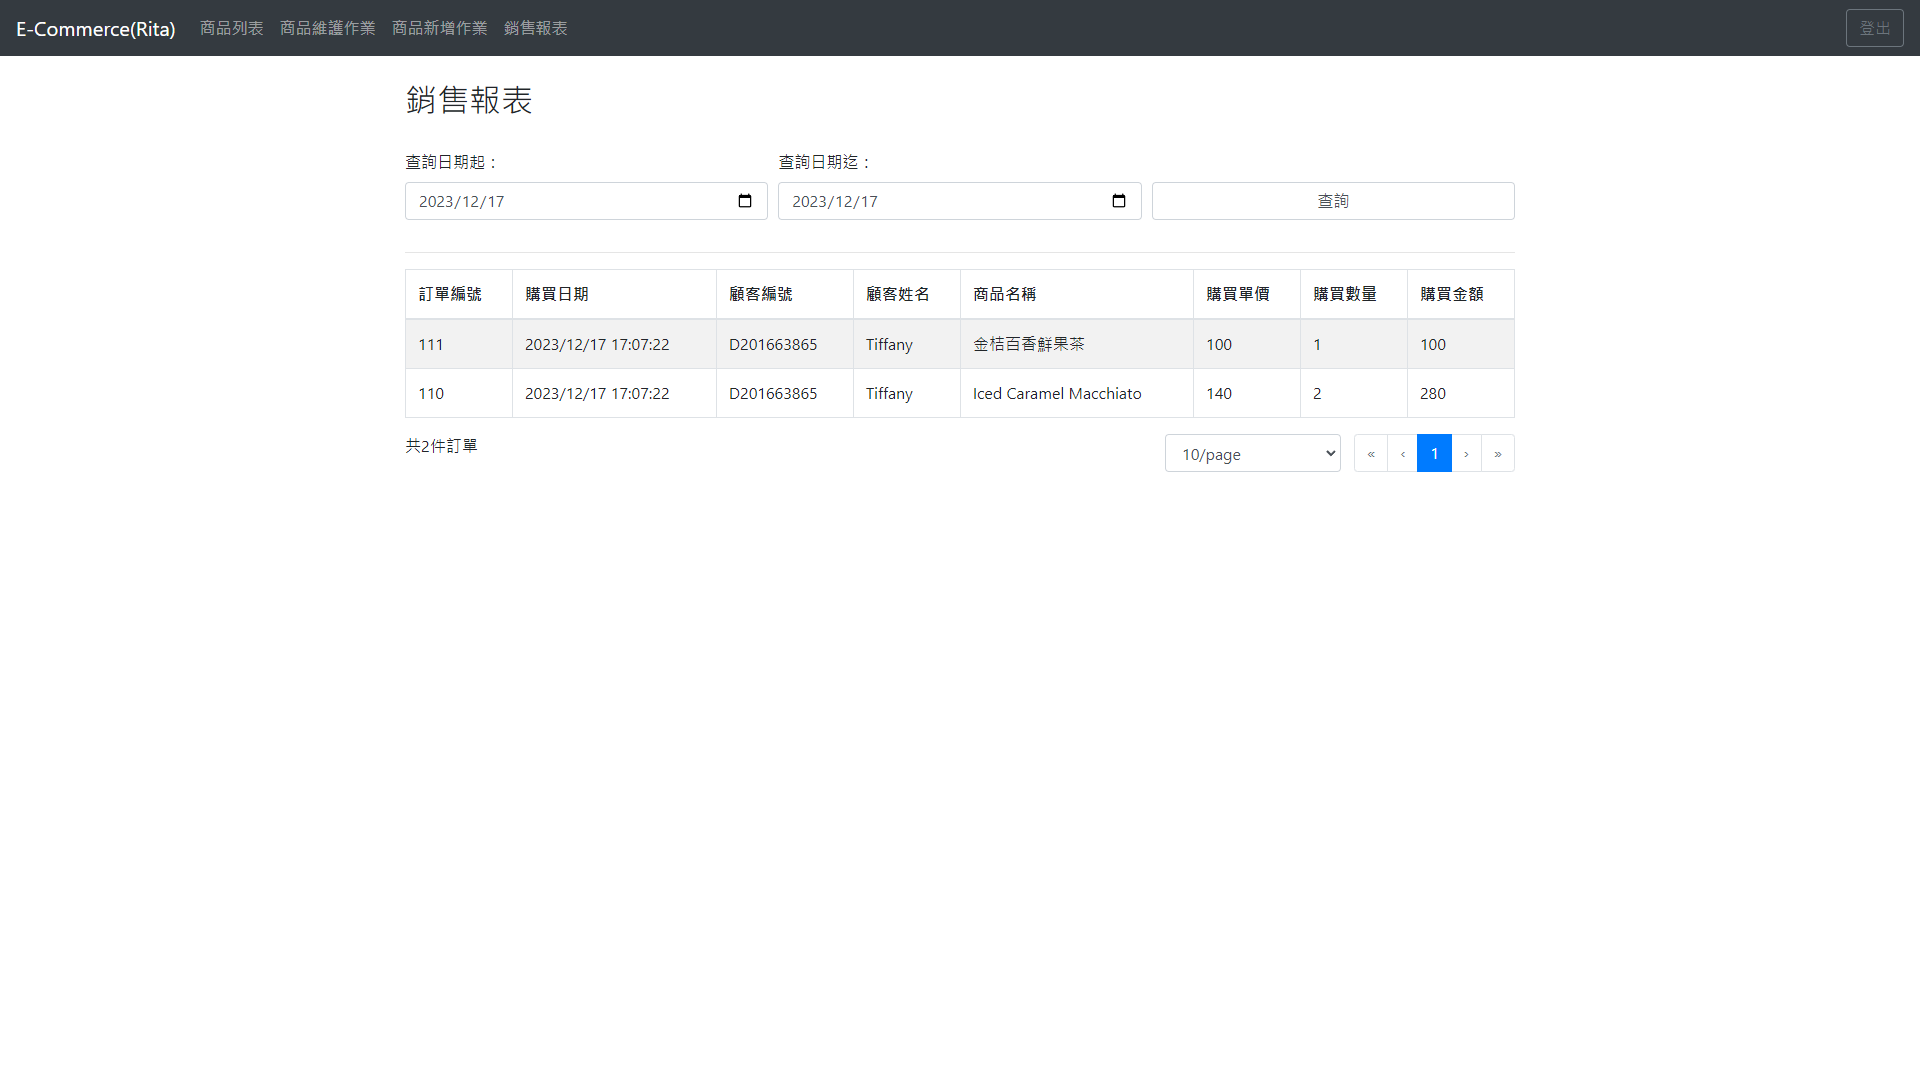 E-Commerce(Rita) 商品列表 商品維護作業 商品新增作業 銷售報表 登出
銷售報表
查詢日期起： 查詢日期迄：
2023/12/17 2023/12/17 查詢
訂單編號 購買日期 顧客編號 顧客姓名 商品名稱 購買單價 購買數量 購買金額
111 2023/12/17 17:07:22 D201663865 Tiffany 金桔百香鮮果茶 100 1 100
110 2023/12/17 17:07:22 D201663865 Tiffany Iced Caramel Macchiato 140 2 280
共2件訂單 10/page « ‹ 1 › »